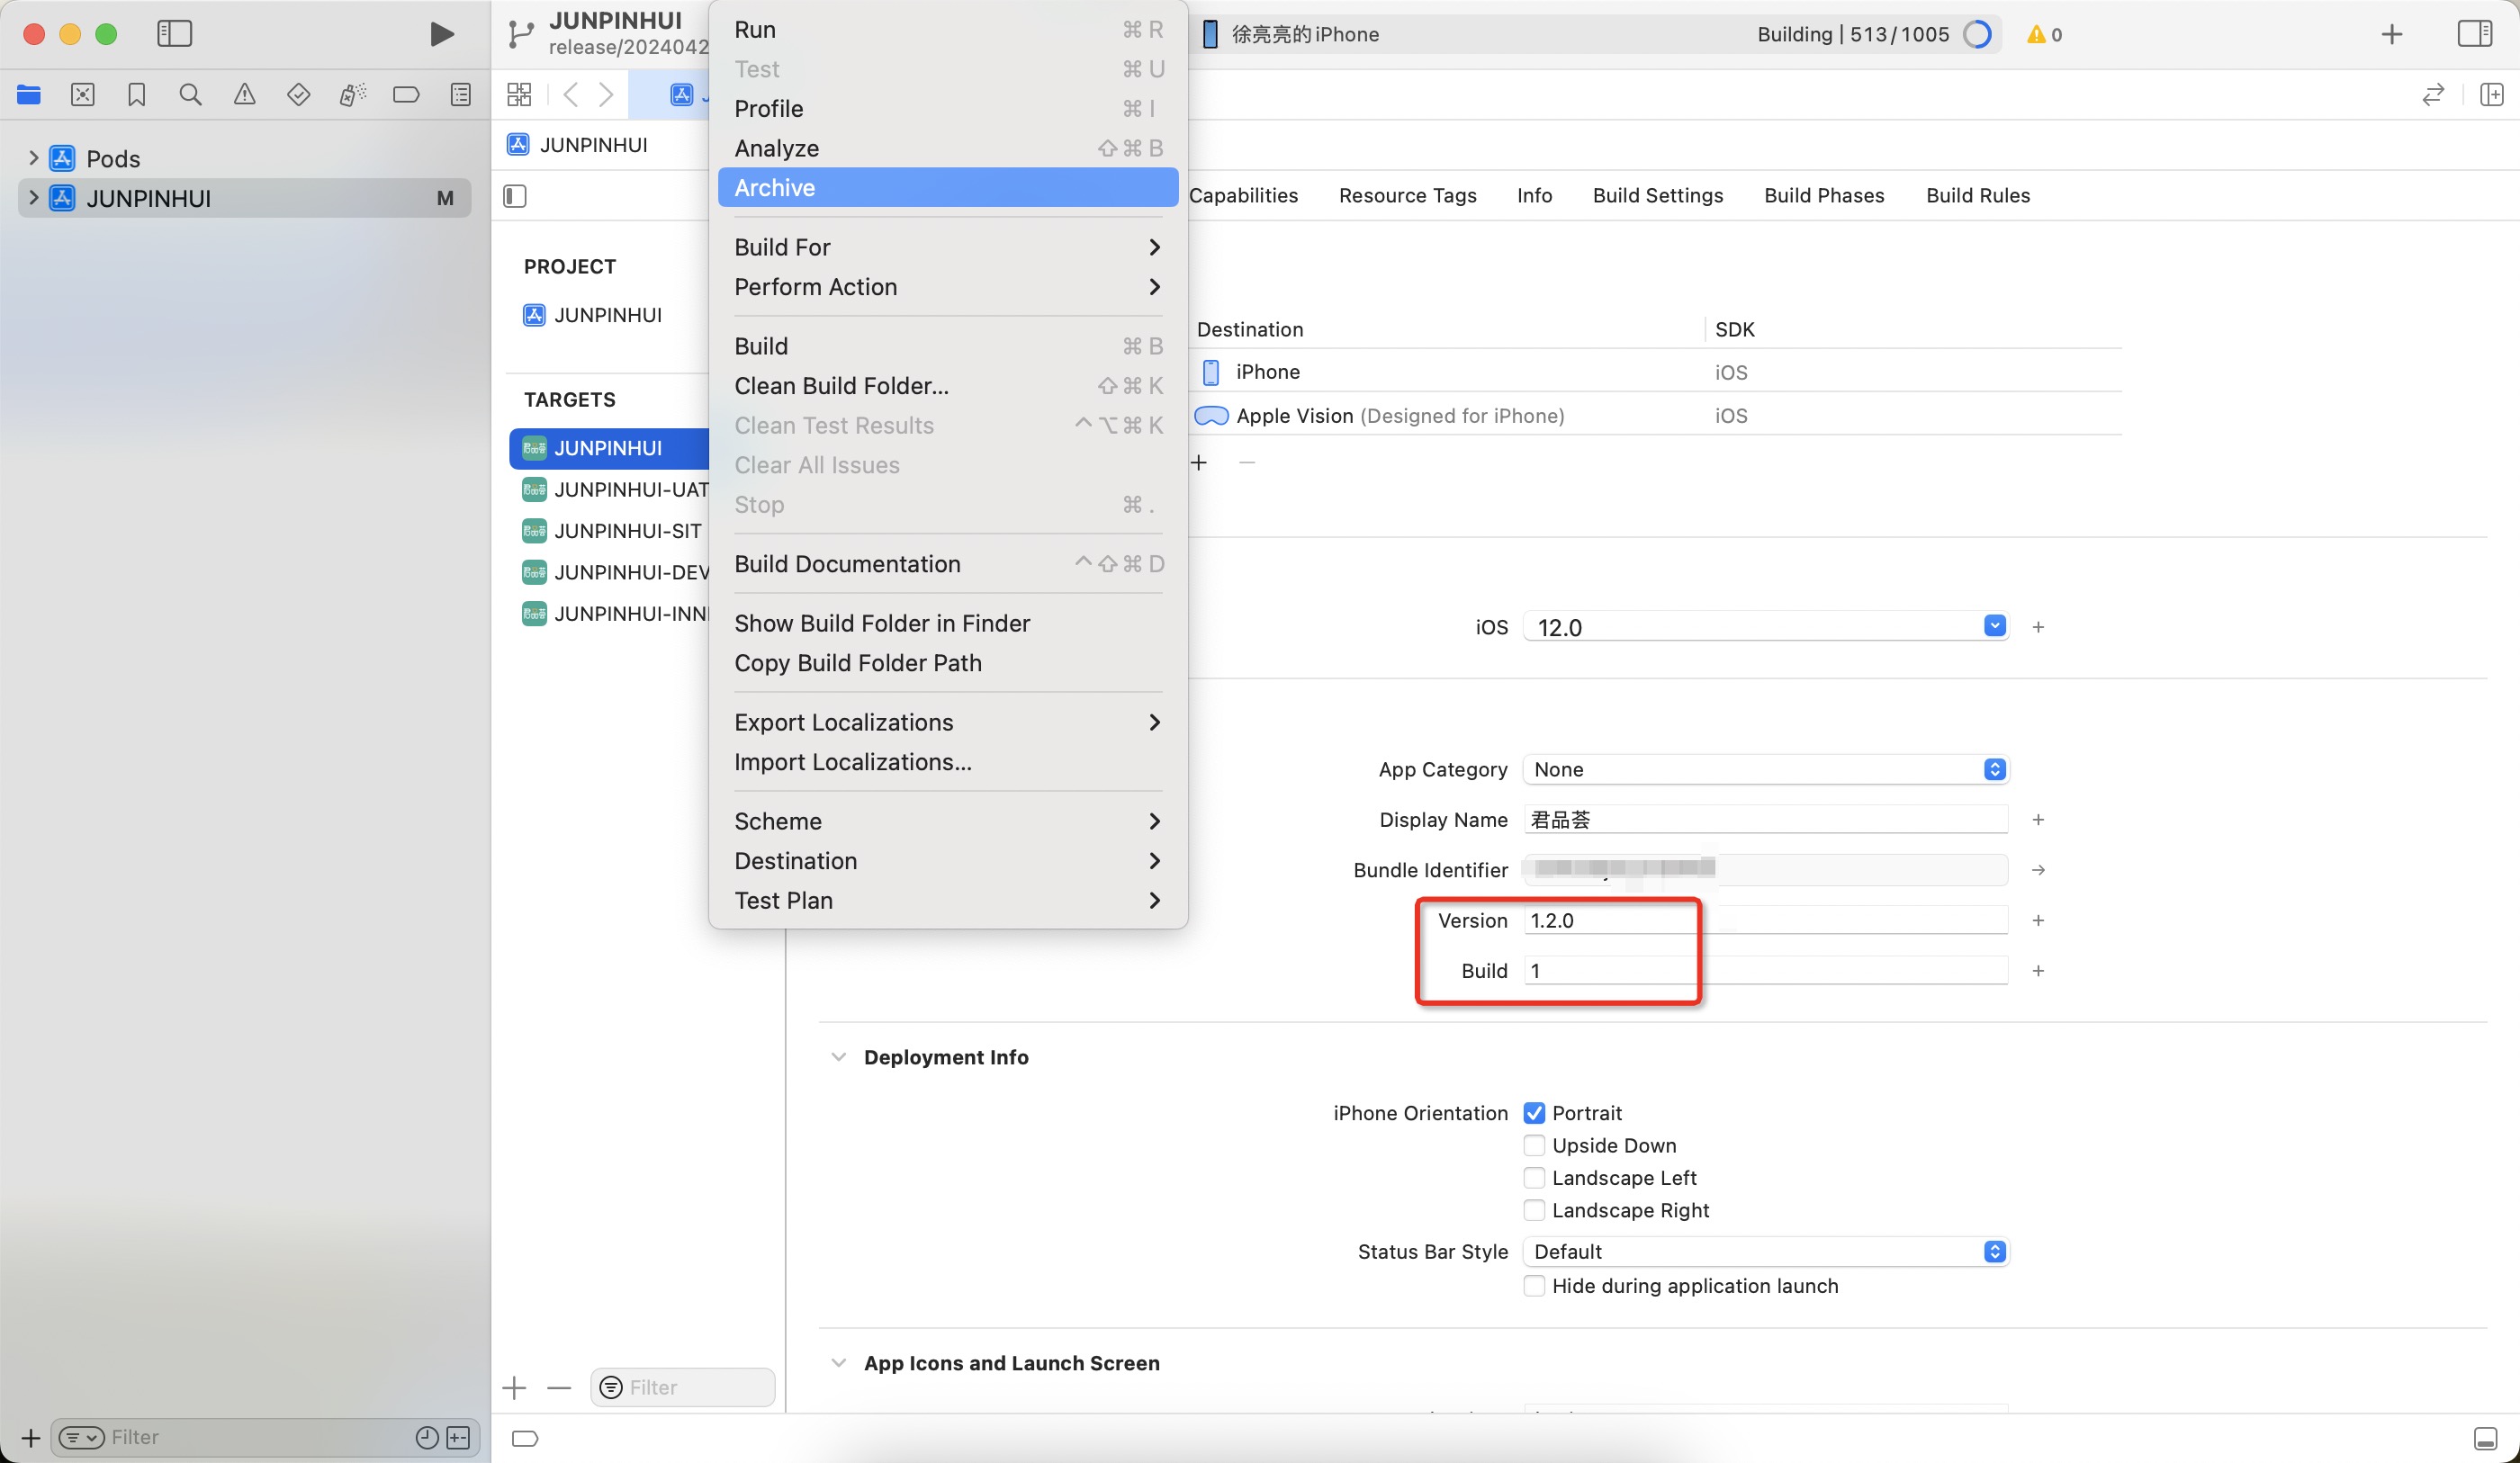 JUNPINHUI
release/2024042
徐亮亮的iPhone
Building | 513/1005
0
Pods
JUNPINHUI
M
JUNPINHUI
Run ⌘ R
Test ⌘ U
Profile ⌘ I
Analyze ⇧ ⌘ B
Archive
Build For
Perform Action
Build ⌘ B
Clean Build Folder... ⇧ ⌘ K
Clean Test Results ^ ⌥ ⌘ K
Clear All Issues
Stop ⌘ .
Build Documentation ^ ⇧ ⌘ D
Show Build Folder in Finder
Copy Build Folder Path
Export Localizations
Import Localizations...
Scheme
Destination
Test Plan
Capabilities Resource Tags Info Build Settings Build Phases Build Rules
PROJECT
JUNPINHUI
TARGETS
JUNPINHUI
JUNPINHUI-UAT
JUNPINHUI-SIT
JUNPINHUI-DEV
JUNPINHUI-INN
Filter
Destination SDK
iPhone iOS
Apple Vision (Designed for iPhone) iOS
iOS 12.0
App Category None
Display Name 君品荟
Bundle Identifier
Version 1.2.0
Build 1
Deployment Info
iPhone Orientation Portrait
Upside Down
Landscape Left
Landscape Right
Status Bar Style Default
Hide during application launch
App Icons and Launch Screen
Filter